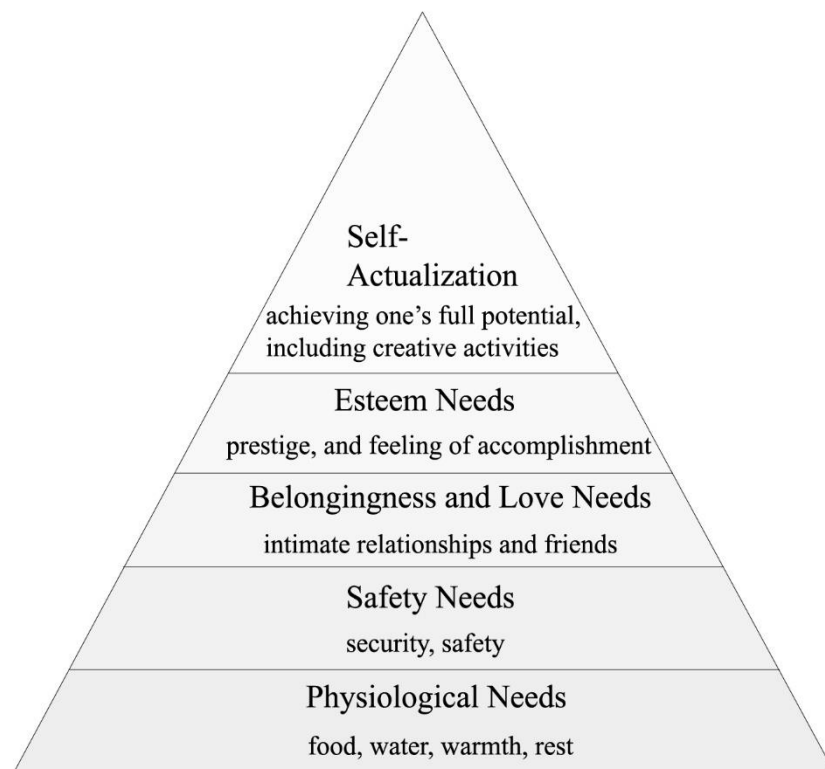 Self-
Actualization
achieving one’s full potential,
including creative activities
Esteem Needs
prestige, and feeling of accomplishment
Belongingness and Love Needs
intimate relationships and friends
Safety Needs
security, safety
Physiological Needs
food, water, warmth, rest